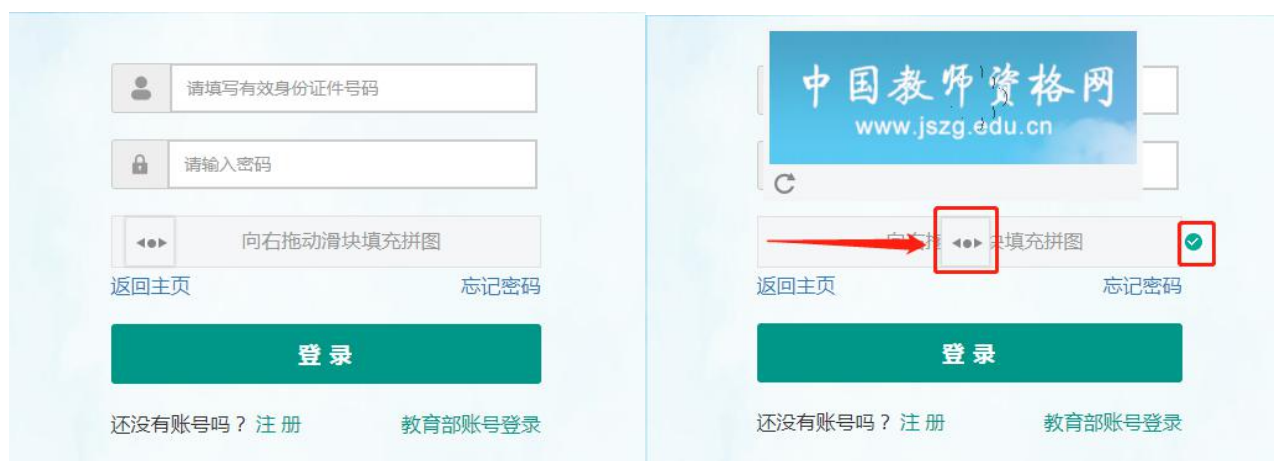 请填写有效身份证件号码
请输入密码
向右拖动滑块填充拼图
返回主页
忘记密码
登录
还没有账号吗？注册
教育部账号登录
中国教师资格网
www.jszg.edu.cn
块填充拼图
返回主页
忘记密码
登录
还没有账号吗？注册
教育部账号登录